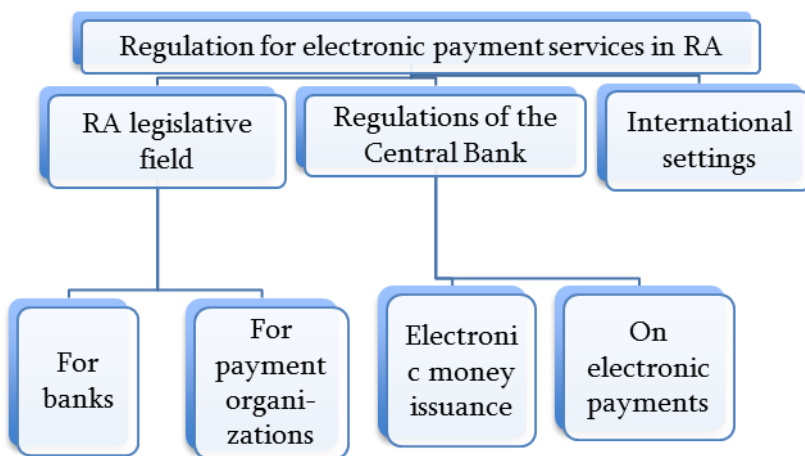 Regulation for electronic payment services in RA
RA legislative
field
Regulations of the
Central Bank
International
settings
For
banks
For
payment
organi-
zations
Electroni
c money
issuance
On
electronic
payments